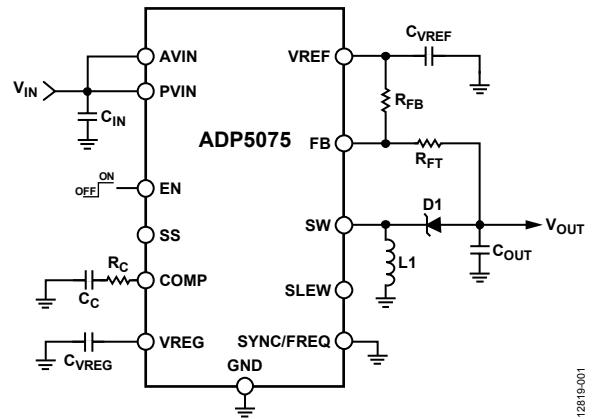 AVIN
VREF
CVREF
VIN
PVIN
CIN
RFB
ADP5075
FB
RFT
ON
OFF
EN
D1
SS
SW
VOUT
COUT
L1
RC
CC
COMP
SLEW
CVREG
VREG
SYNC/FREQ
GND
12819-001